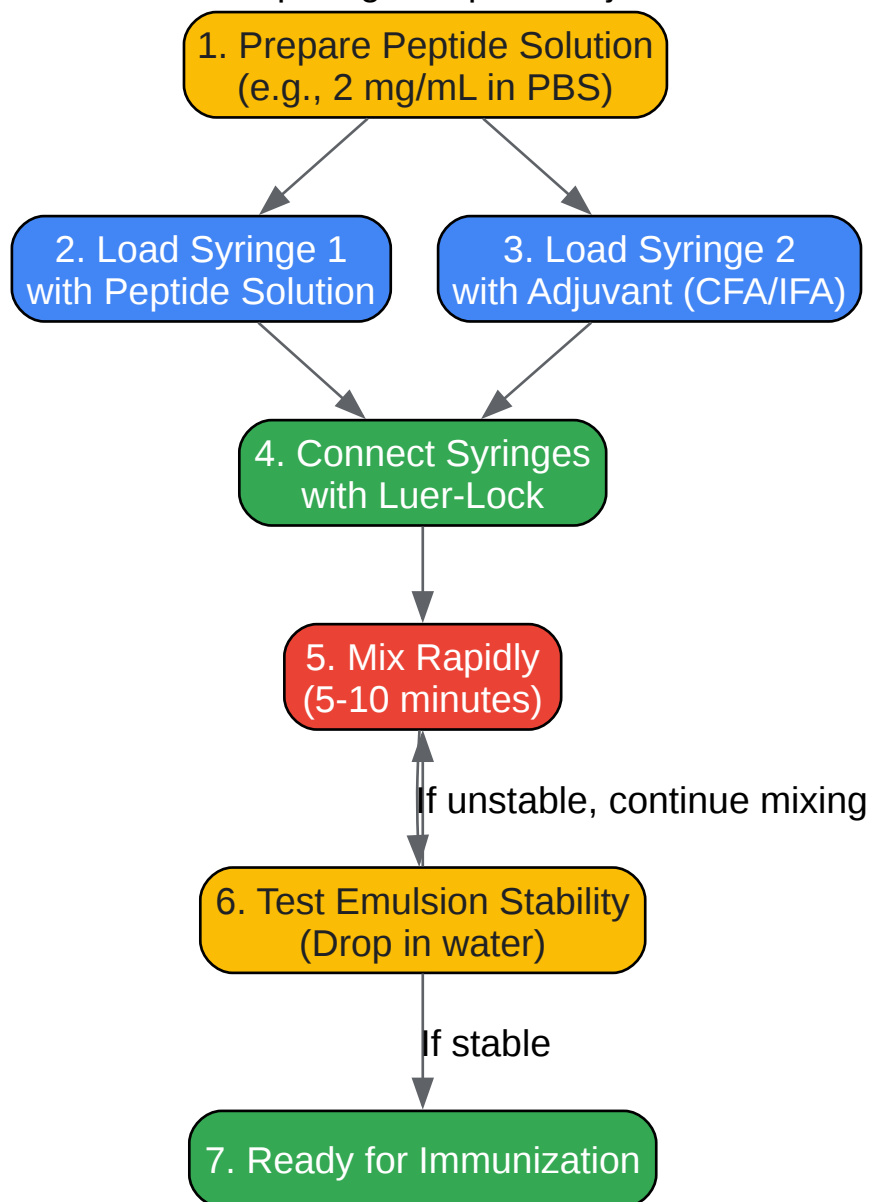 1. Prepare Peptide Solution
(e.g., 2 mg/mL in PBS)
2. Load Syringe 1
with Peptide Solution
3. Load Syringe 2
with Adjuvant (CFA/IFA)
4. Connect Syringes
with Luer-Lock
5. Mix Rapidly
(5-10 minutes)
If unstable, continue mixing
6. Test Emulsion Stability
(Drop in water)
If stable
7. Ready for Immunization